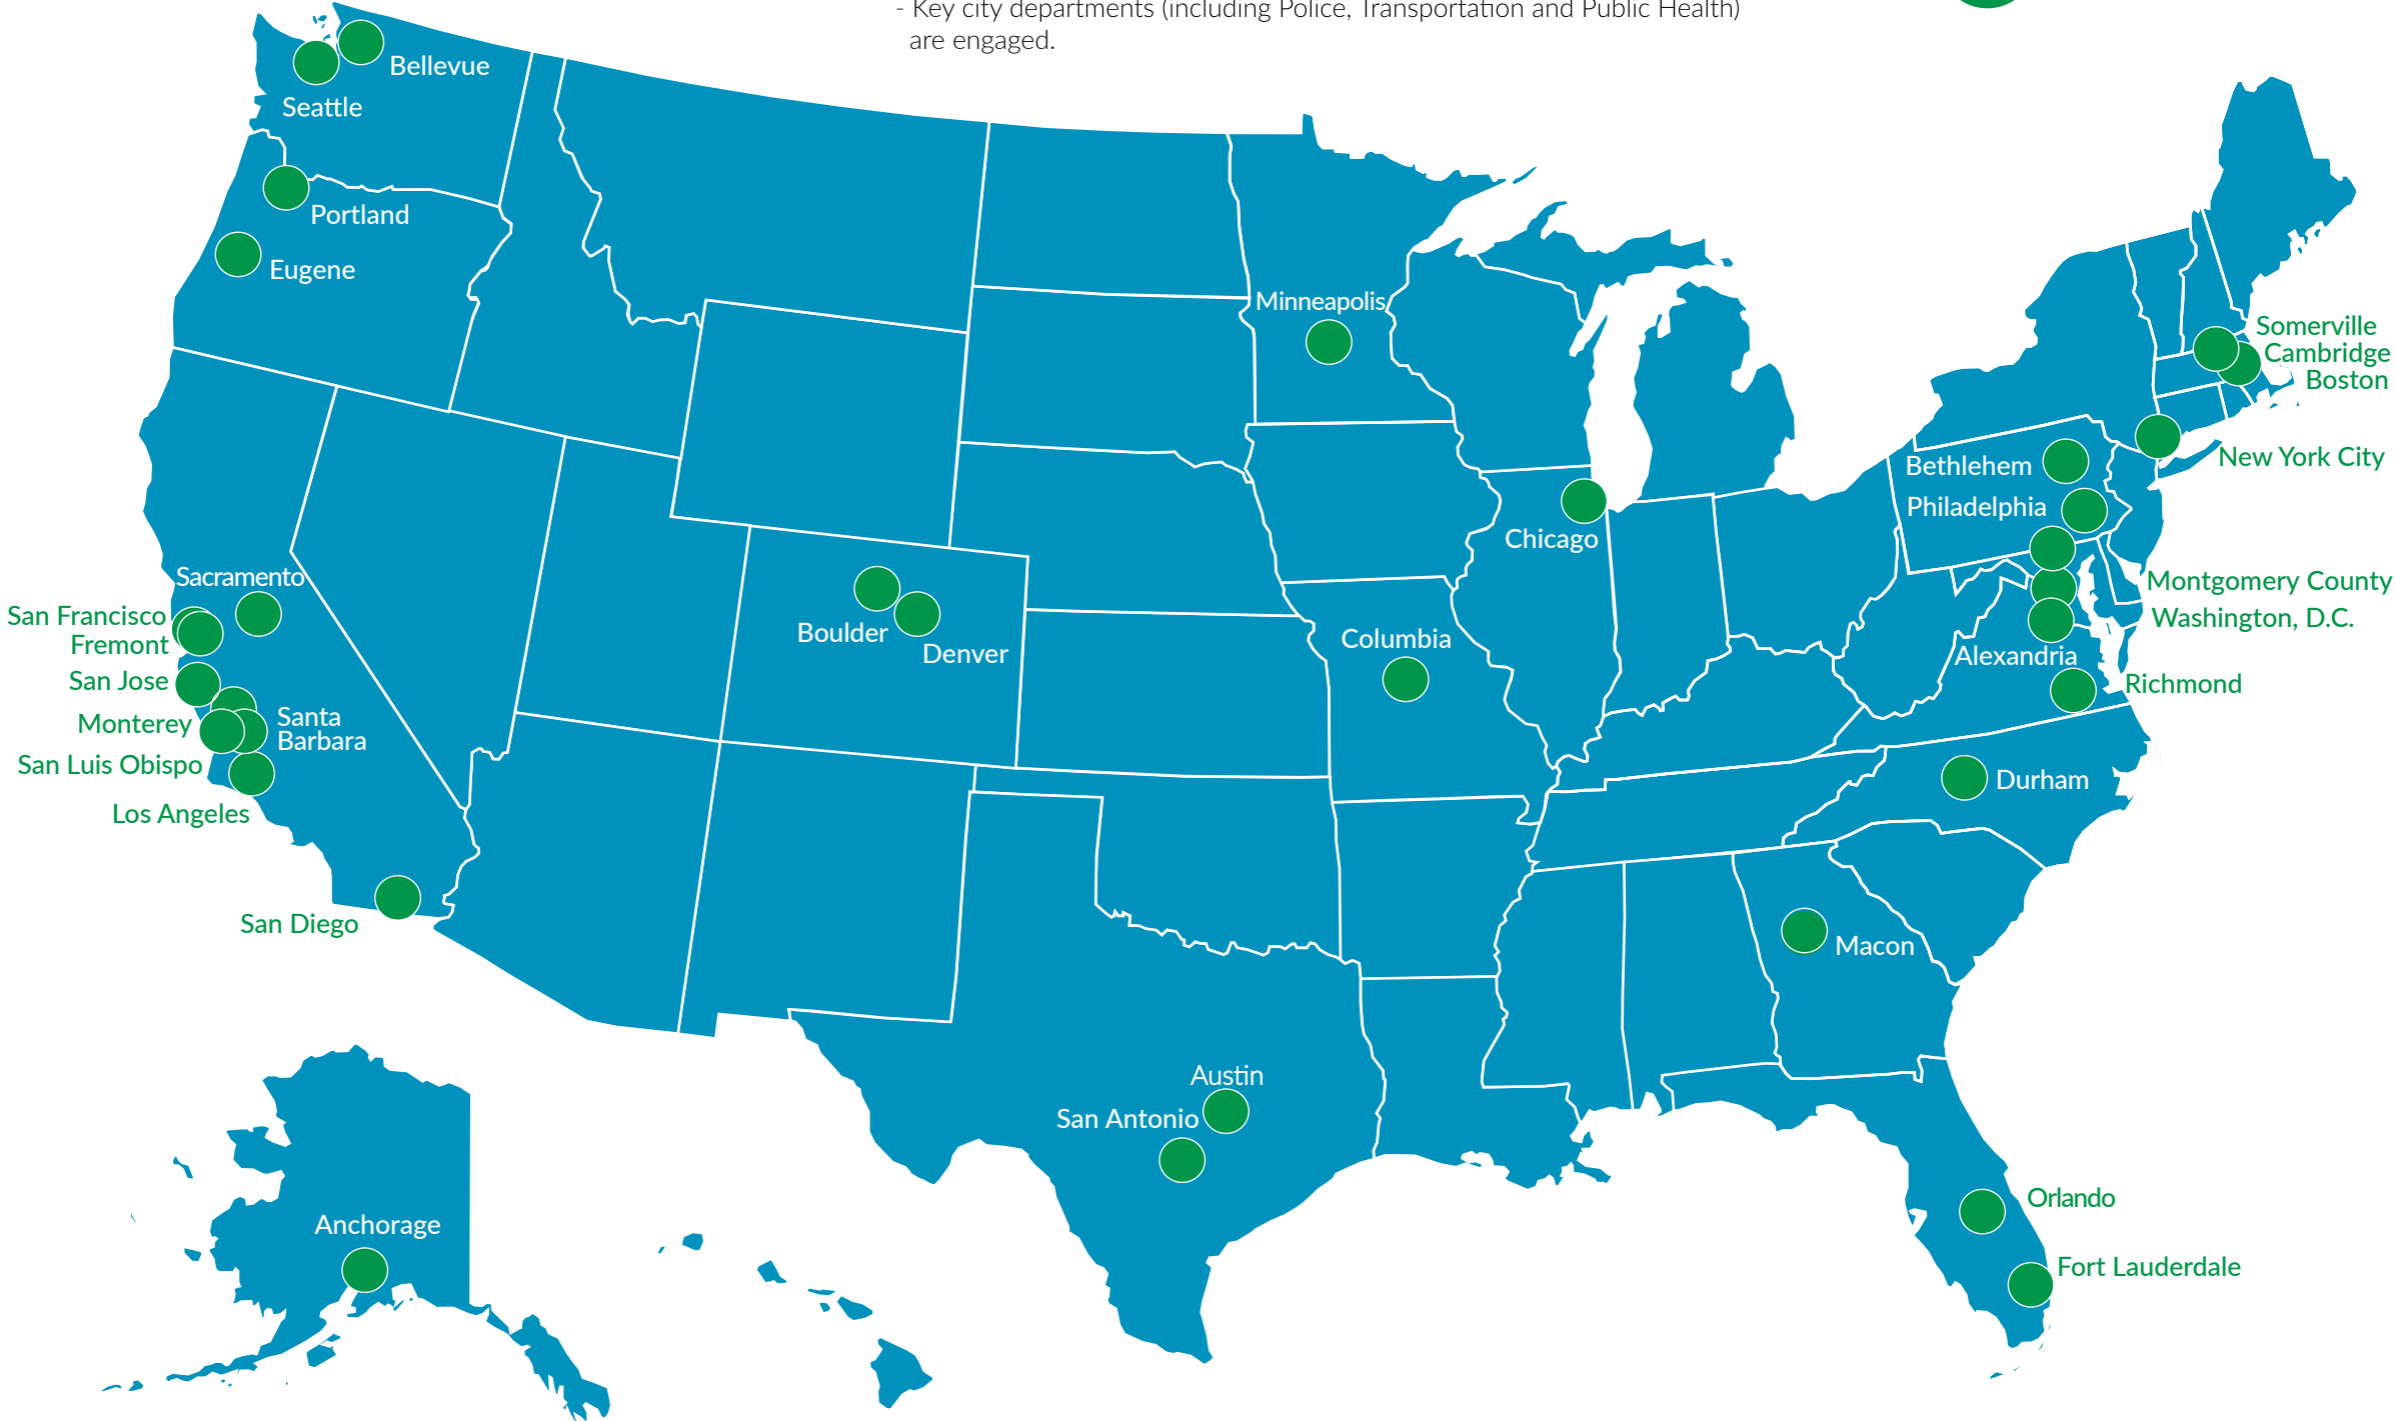 - Key city departments (including Police, Transportation and Public Health)
are engaged.
Bellevue
Seattle
Portland
Eugene
Minneapolis
Somerville
Cambridge
Boston
New York City
Bethlehem
Philadelphia
Chicago
Sacramento
Montgomery County
San Francisco
Washington, D.C.
Fremont
Boulder
Columbia
Denver
Alexandria
San Jose
Richmond
Santa
Barbara
Monterey
San Luis Obispo
Durham
Los Angeles
San Diego
Macon
Austin
San Antonio
Orlando
Anchorage
Fort Lauderdale